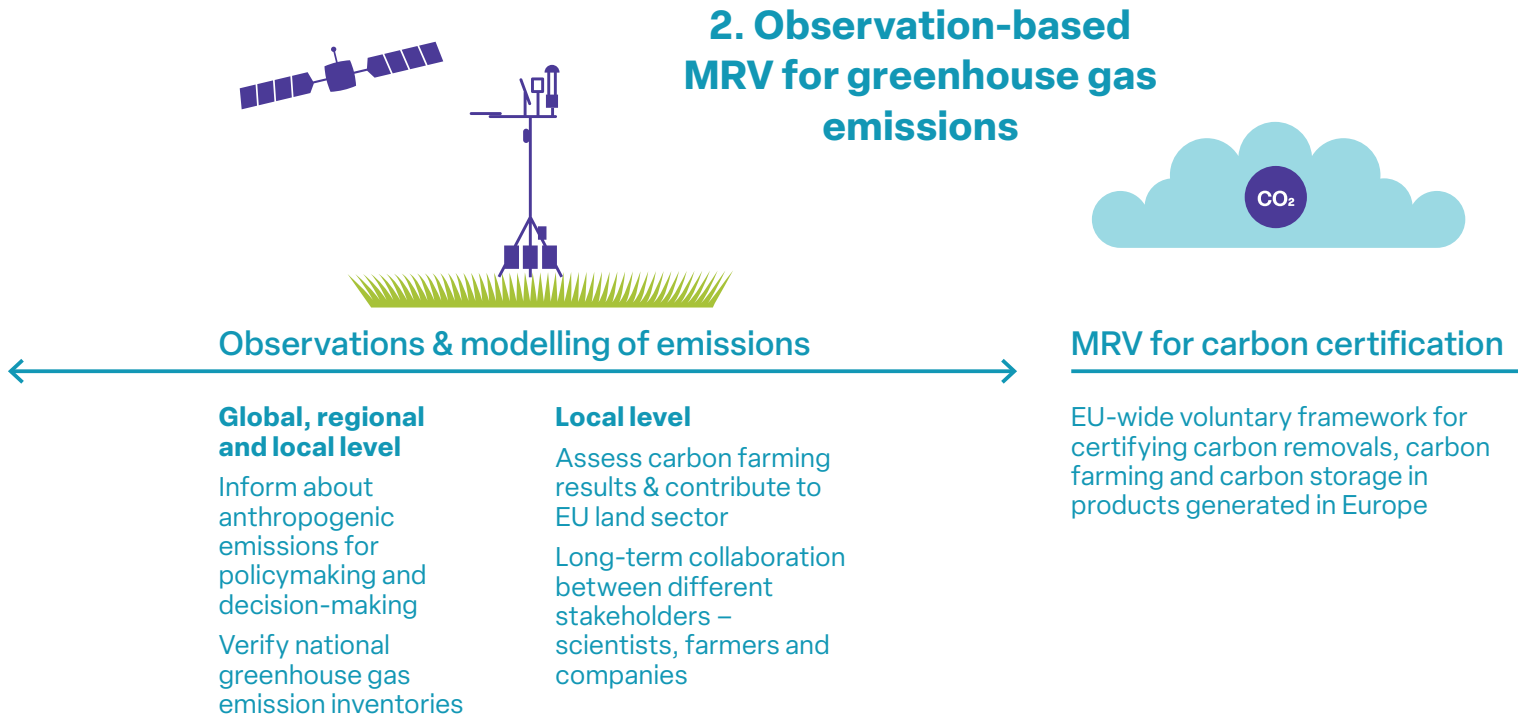 2. Observation-based
MRV for greenhouse gas
emissions
CO₂
Observations & modelling of emissions
Global, regional
and local level
Inform about
anthropogenic
emissions for
policymaking and
decision-making
Verify national
greenhouse gas
emission inventories
Local level
Assess carbon farming
results & contribute to
EU land sector
Long-term collaboration
between different
stakeholders –
scientists, farmers and
companies
MRV for carbon certification
EU-wide voluntary framework for
certifying carbon removals, carbon
farming and carbon storage in
products generated in Europe